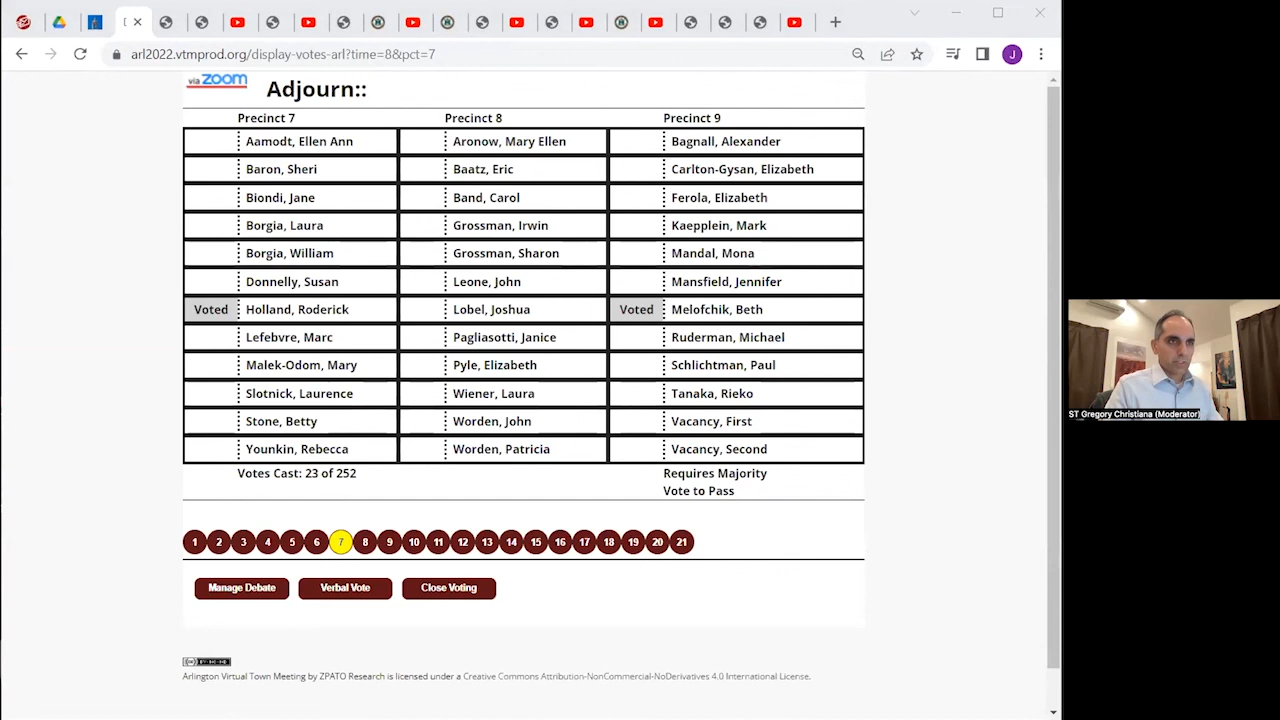 arl2022.vtmprod.org/display-votes-arl?time=8&pct=7
J
via zoom
Adjourn::
Precinct 7 Precinct 8 Precinct 9
Aamodt, Ellen Ann Aronow, Mary Ellen Bagnall, Alexander
Baron, Sheri Baatz, Eric Carlton-Gysan, Elizabeth
Biondi, Jane Band, Carol Ferola, Elizabeth
Borgia, Laura Grossman, Irwin Kaepplein, Mark
Borgia, William Grossman, Sharon Mandal, Mona
Donnelly, Susan Leone, John Mansfield, Jennifer
Voted Holland, Roderick Lobel, Joshua Voted Melofchik, Beth
Lefebvre, Marc Pagliasotti, Janice Ruderman, Michael
Malek-Odom, Mary Pyle, Elizabeth Schlichtman, Paul
Slotnick, Laurence Wiener, Laura Tanaka, Rieko
Stone, Betty Worden, John Vacancy, First
Younkin, Rebecca Worden, Patricia Vacancy, Second
Votes Cast: 23 of 252 Requires Majority
Vote to Pass
1 2 3 4 5 6 7 8 9 10 11 12 13 14 15 16 17 18 19 20 21
Manage Debate Verbal Vote Close Voting
Arlington Virtual Town Meeting by ZPATO Research is licensed under a Creative Commons Attribution-NonCommercial-NoDerivatives 4.0 International License.
ST Gregory Christiana (Moderator)